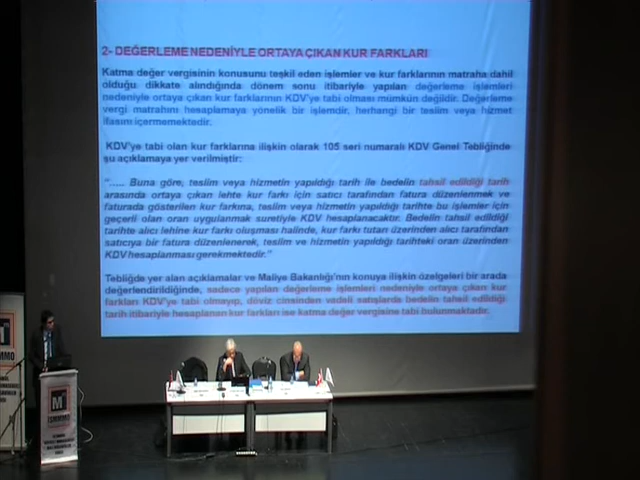 2- DEĞERLEME NEDENİYLE ORTAYA ÇIKAN KUR FARKLARI
Katma değer vergisinin konusunu teşkil eden işlemler ve kur farklarının matraha dahil
olduğu dikkate alındığında dönem sonu itibariyle yapılan değerleme işlemleri
nedeniyle ortaya çıkan kur farklarının KDV'ye tabi olması mümkün değildir. Değerleme
vergi matrahını hesaplamaya yönelik bir işlemdir, herhangi bir teslim veya hizmet
ifasını içermemektedir.
KDV'ye tabi olan kur farklarına ilişkin olarak 105 seri numaralı KDV Genel Tebliğinde
şu açıklamaya yer verilmiştir:
"..... Buna göre, teslim veya hizmetin yapıldığı tarih ile bedelin tahsil edildiği tarih
arasında ortaya çıkan lehte kur farkı için satıcı tarafından fatura düzenlenmek ve
faturada gösterilen kur farkına, teslim veya hizmetin yapıldığı tarihte bu işlemler için
geçerli olan oran uygulanmak suretiyle KDV hesaplanacaktır. Bedelin tahsil edildiği
tarihte alıcı lehine kur farkı oluşması halinde, kur farkı tutarı üzerinden alıcı tarafından
satıcıya bir fatura düzenlenerek, teslim ve hizmetin yapıldığı tarihteki oran üzerinden
KDV hesaplanması gerekmektedir."
Tebliğde yer alan açıklamalar ve Maliye Bakanlığı'nın konuya ilişkin özelgeleri bir arada
değerlendirildiğinde, sadece yapılan değerleme işlemleri nedeniyle ortaya çıkan kur
farkları KDV'ye tabi olmayıp, döviz cinsinden vadeli satışlarda bedelin tahsil edildiği
tarih itibariyle hesaplanan kur farkları ise katma değer vergisine tabi bulunmaktadır.